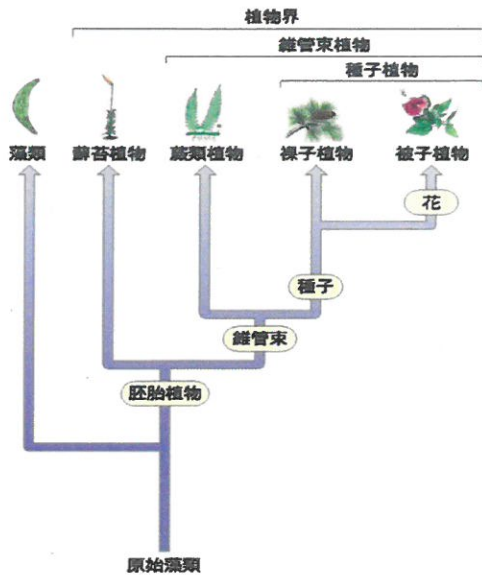 植物界
維管束植物
種子植物
藻類
蘚苔植物
蕨類植物
裸子植物
被子植物
花
種子
維管束
胚胎植物
原始藻類